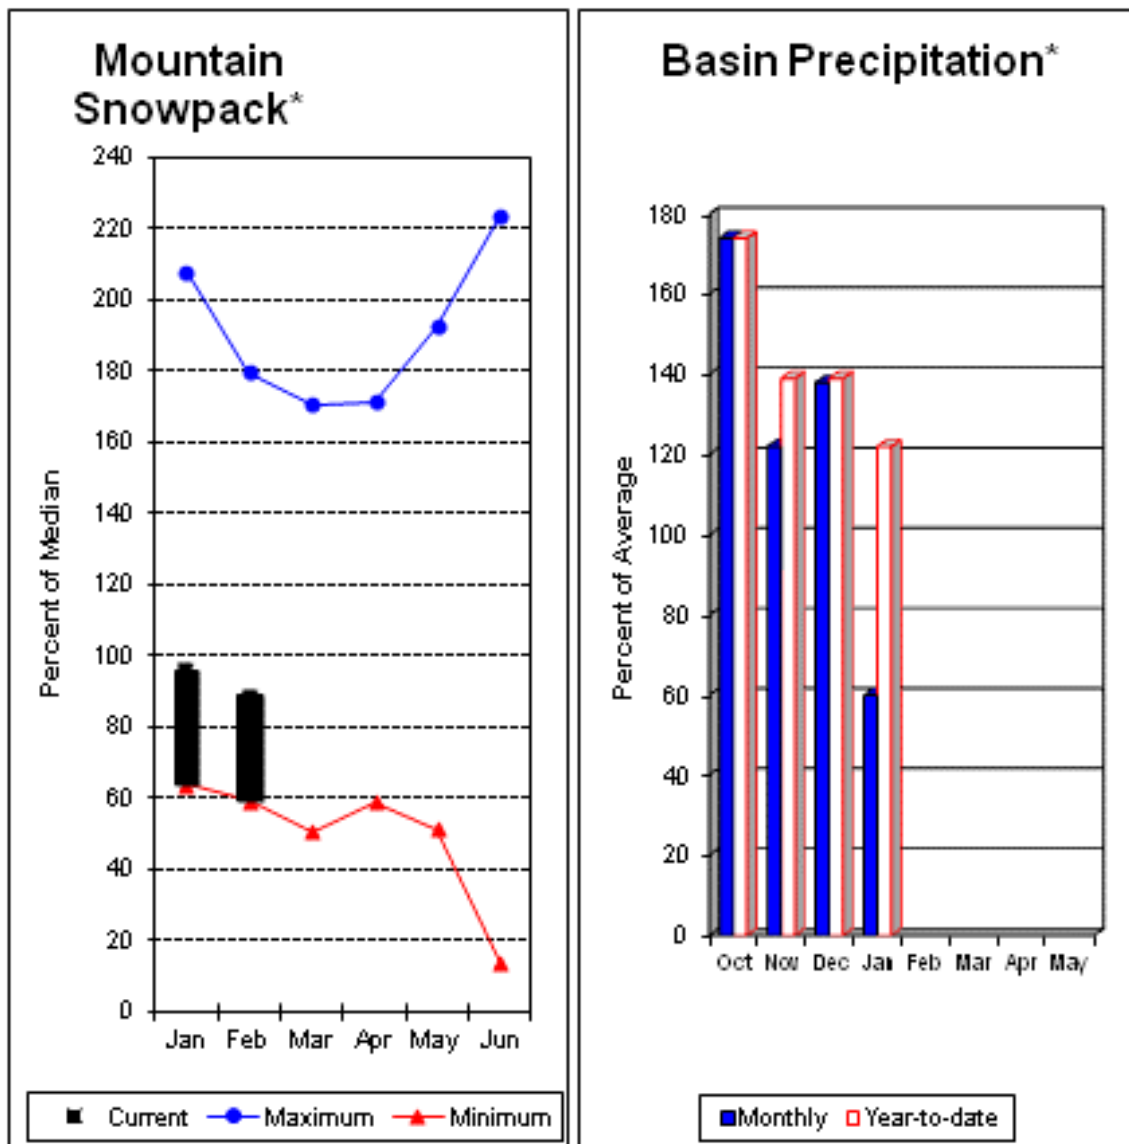 Mountain
Snowpack*
240
220
200
180
160
140
120
100
80
60
40
20
0
Percent of Median
Jan Feb Mar Apr May Jun
Current Maximum Minimum
Basin Precipitation*
180
160
140
120
100
80
60
40
20
0
Percent of Average
Oct Nov Dec Jan Feb Mar Apr May
Monthly Year-to-date